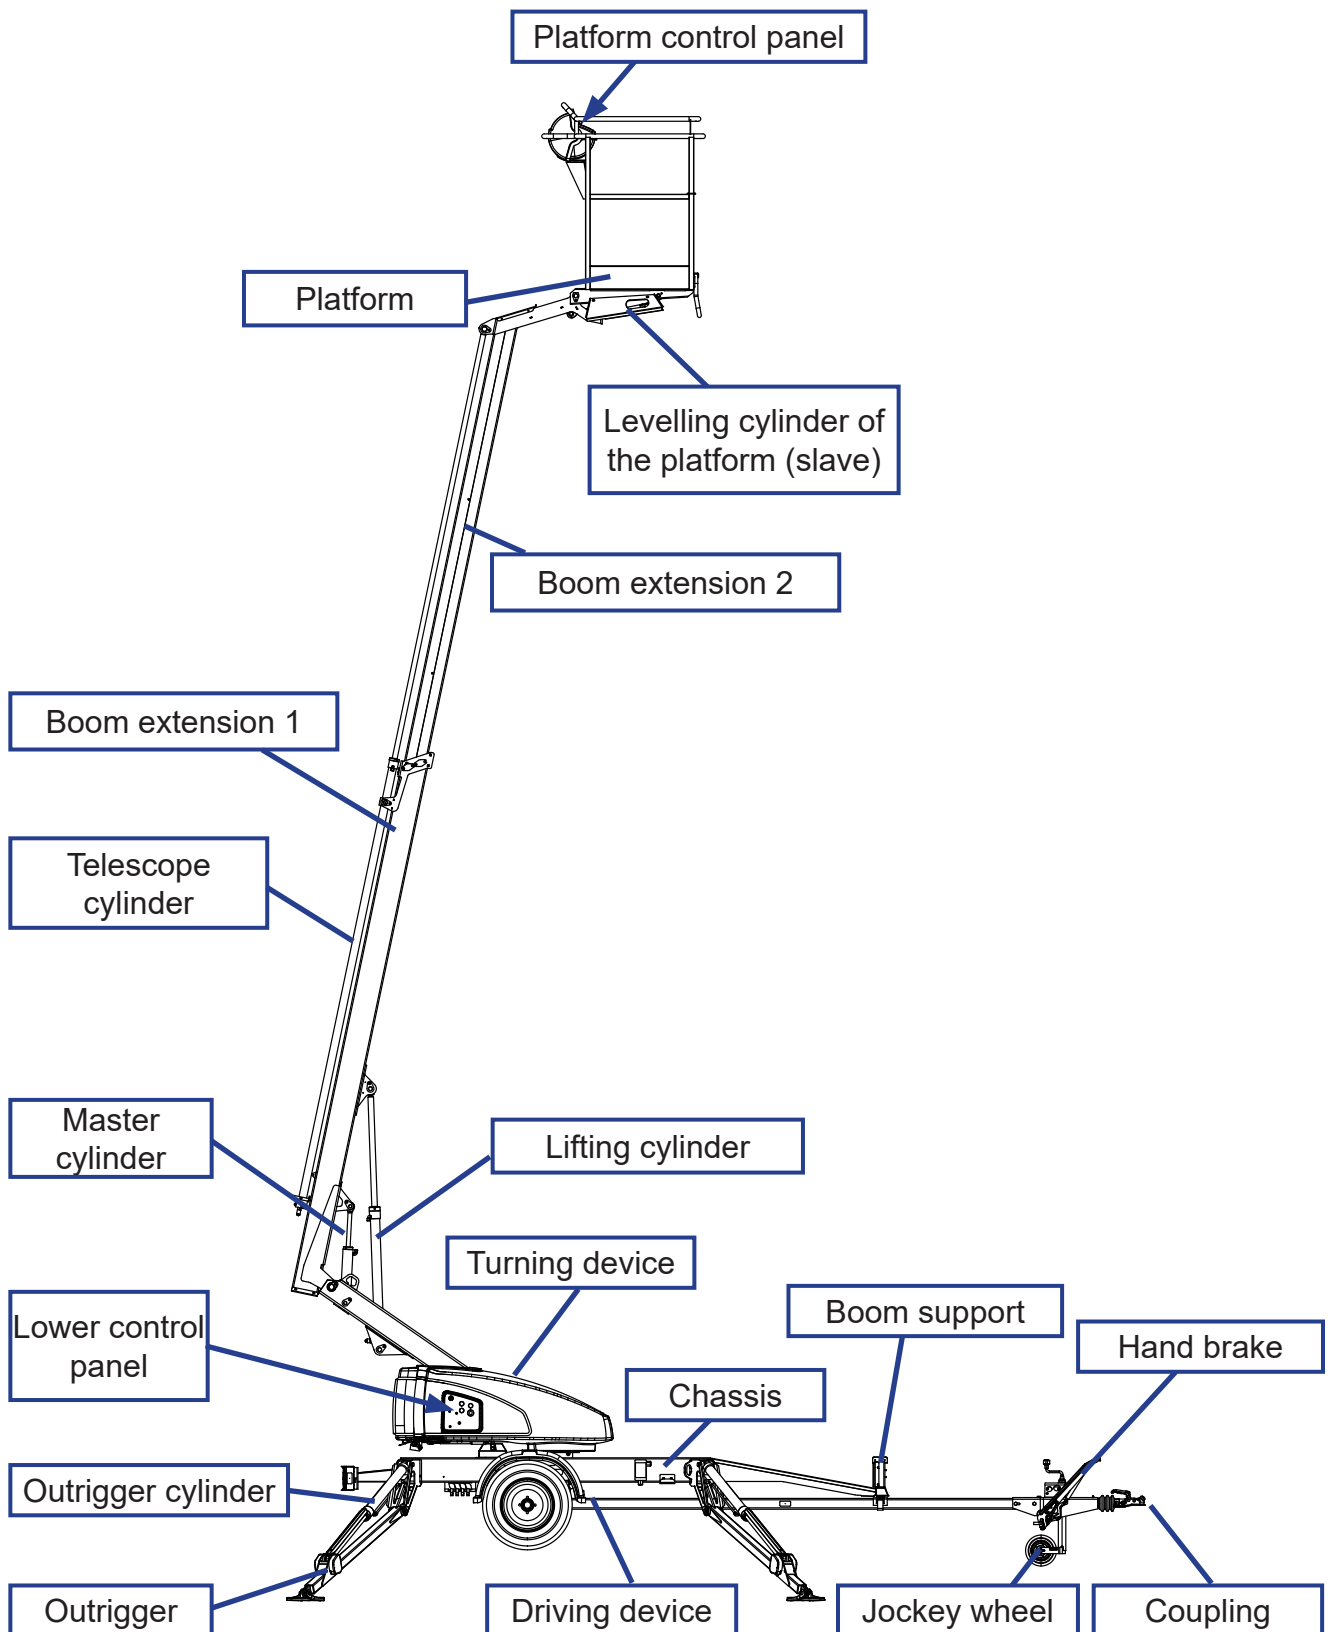 Platform control panel
Platform
Levelling cylinder of
the platform (slave)
Boom extension 2
Boom extension 1
Telescope
cylinder
Master
cylinder
Lifting cylinder
Turning device
Boom support
Lower control
panel
Hand brake
Chassis
Outrigger cylinder
Outrigger
Driving device
Jockey wheel
Coupling